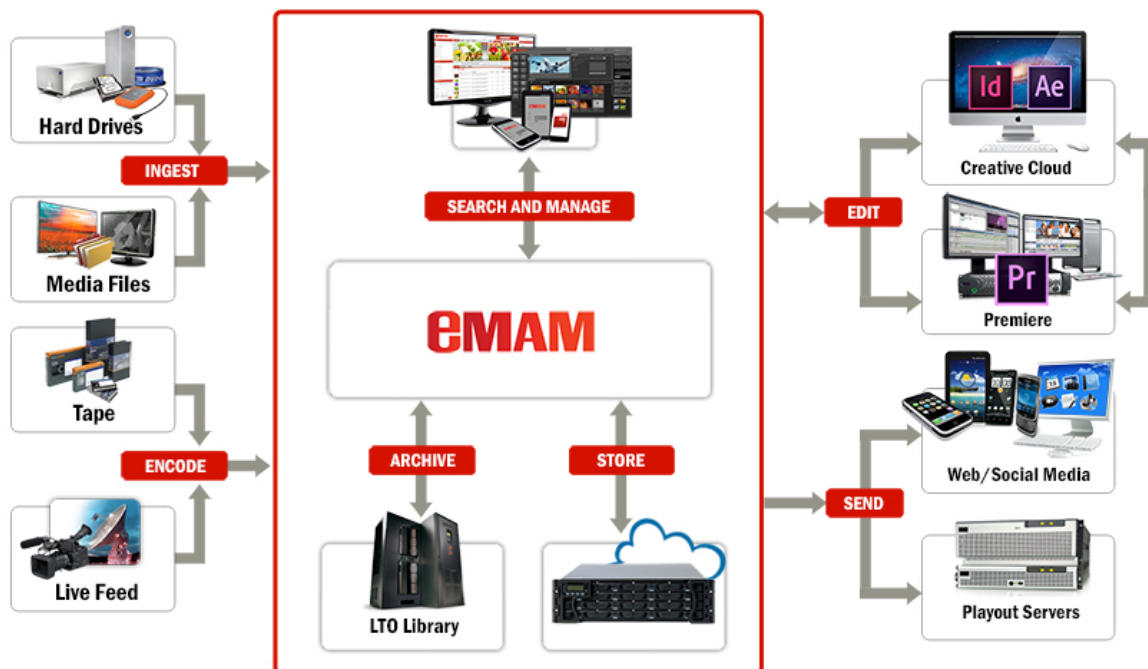 Hard Drives
INGEST
Media Files
Tape
ENCODE
Live Feed
SEARCH AND MANAGE
eMAM
ARCHIVE
STORE
LTO Library
Id
Ae
Creative Cloud
EDIT
Pr
Premiere
Web/Social Media
SEND
Playout Servers